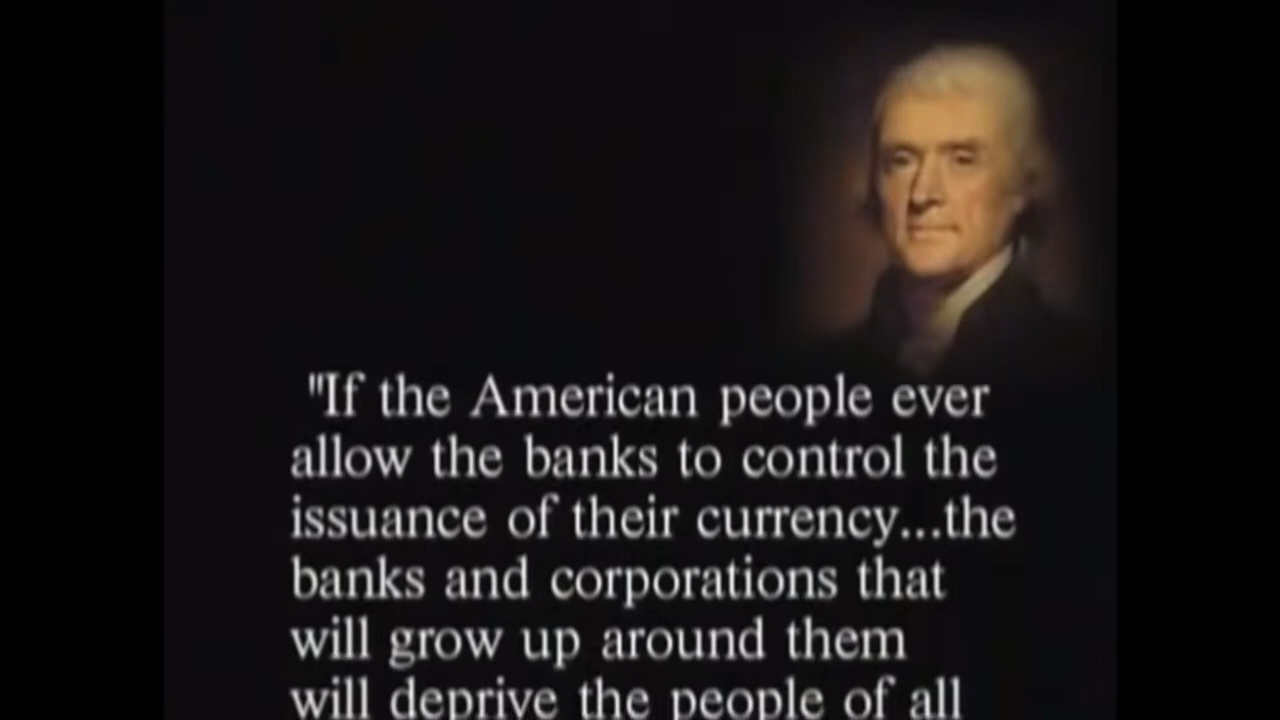 "If the American people ever
allow the banks to control the
issuance of their currency...the
banks and corporations that
will grow up around them
will deprive the people of all